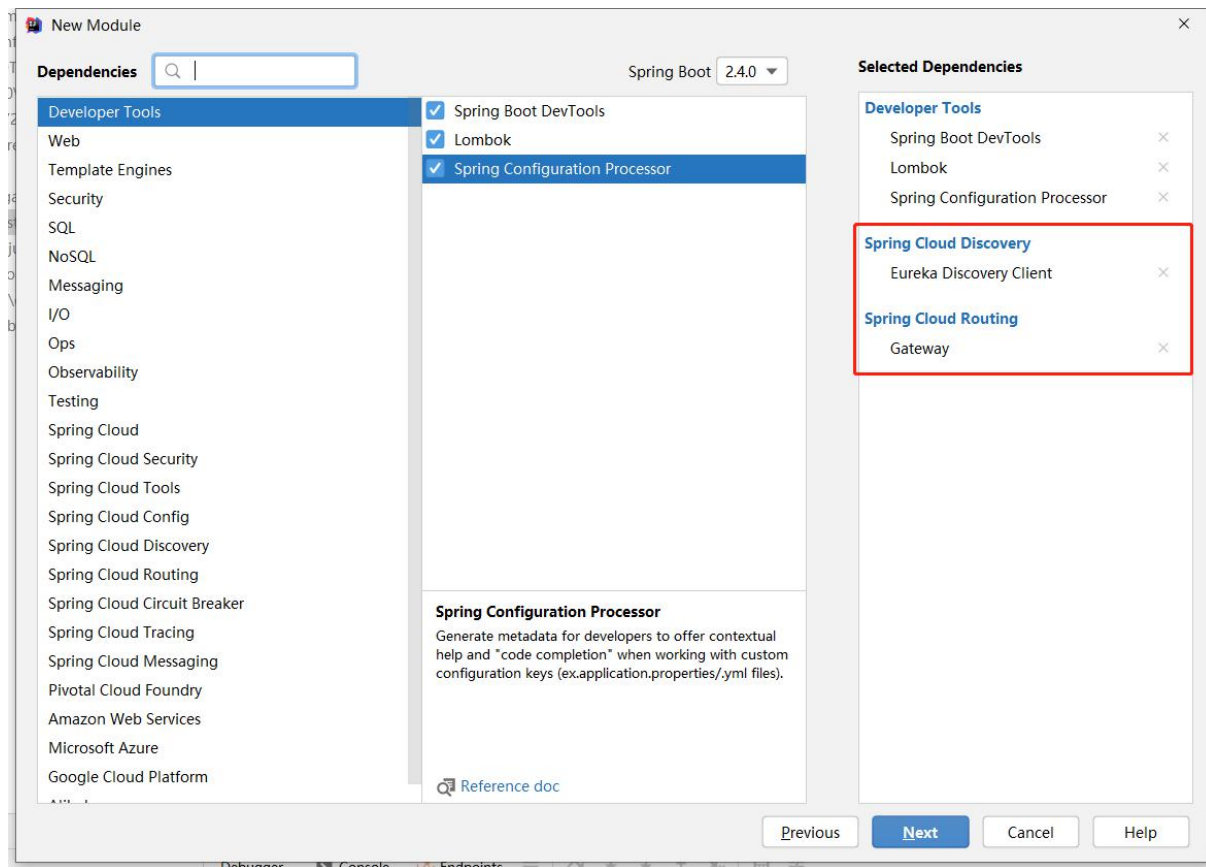 New Module
Dependencies
Spring Boot 2.4.0
Developer Tools
Web
Template Engines
Security
SQL
NoSQL
Messaging
I/O
Ops
Observability
Testing
Spring Cloud
Spring Cloud Security
Spring Cloud Tools
Spring Cloud Config
Spring Cloud Discovery
Spring Cloud Routing
Spring Cloud Circuit Breaker
Spring Cloud Tracing
Spring Cloud Messaging
Pivotal Cloud Foundry
Amazon Web Services
Microsoft Azure
Google Cloud Platform
Spring Boot DevTools
Lombok
Spring Configuration Processor
Spring Configuration Processor
Generate metadata for developers to offer contextual
help and "code completion" when working with custom
configuration keys (ex.application.properties/.yml files).
Reference doc
Selected Dependencies
Developer Tools
Spring Boot DevTools
Lombok
Spring Configuration Processor
Spring Cloud Discovery
Eureka Discovery Client
Spring Cloud Routing
Gateway
Previous
Next
Cancel
Help
Debugger
Console
Endpoints